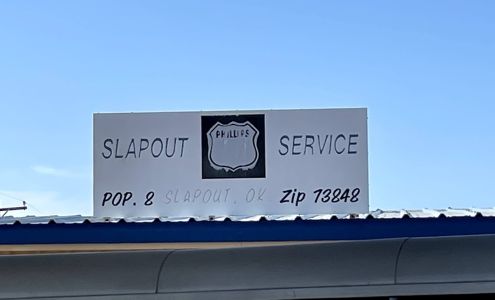 SLAPOUT PHILLIPS SERVICE
POP. 8 SLAPOUT, OK Zip 73848